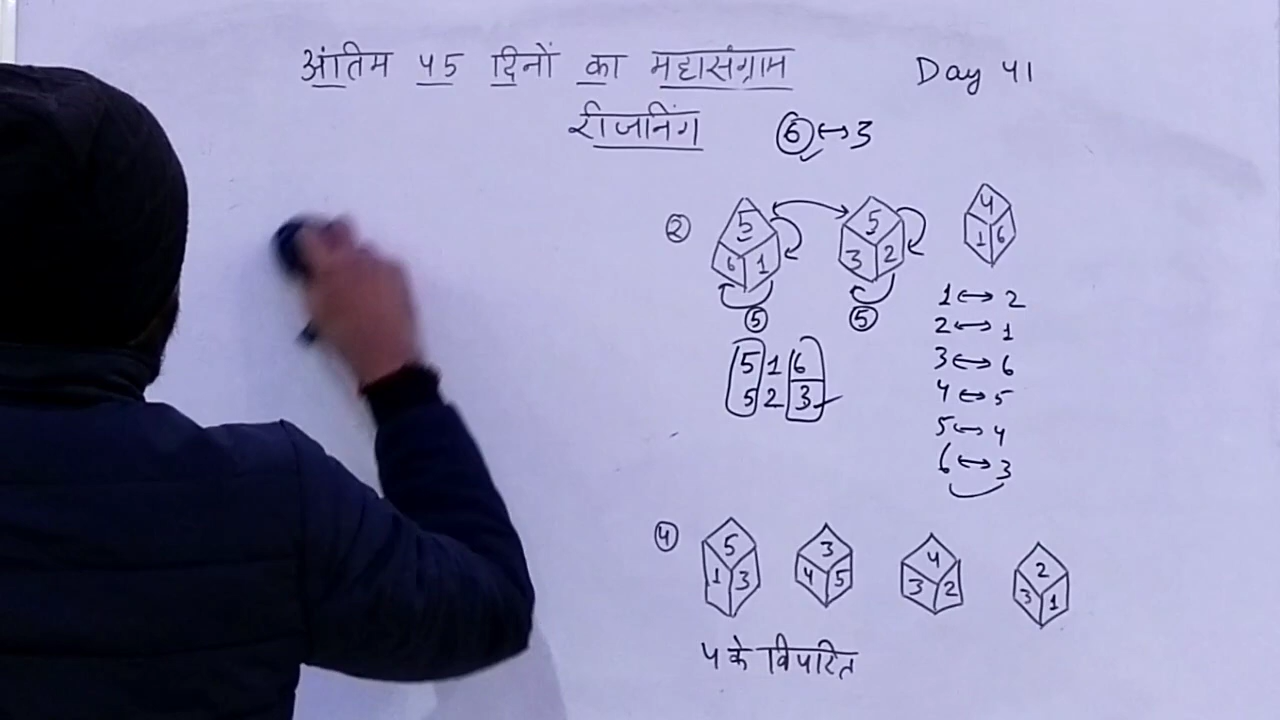 अंतिम 45 दिनों का महासंग्राम Day 41
रीजनिंग 6 ↔ 3
② 5 6 1 5 3 2 4 1 6
⑤ ⑤
5 1 6
5 2 3
1 ↔ 2
2 ↔ 1
3 ↔ 6
4 ↔ 5
5 ↔ 4
6 ↔ 3
④ 5 1 3 3 4 5 4 3 2 2 3 1
4 के विपरित